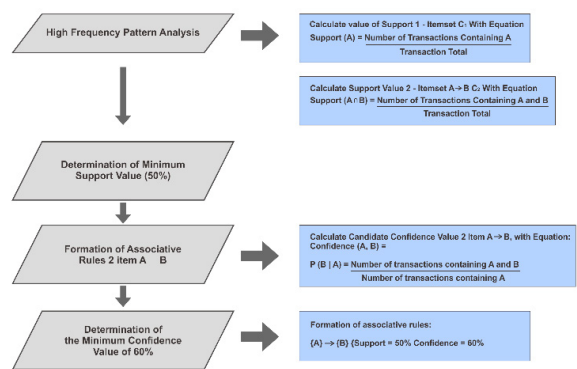 High Frequency Pattern Analysis
Calculate value of Support 1 - Itemset C₁ With Equation
Support (A) = Number of Transactions Containing A
Transaction Total
Calculate Support Value 2 - Itemset A→B C₂ With Equation
Support (A∩B) = Number of Transactions Containing A and B
Transaction Total
Determination of Minimum
Support Value (50%)
Formation of Associative
Rules 2 item A B
Calculate Candidate Confidence Value 2 Item A→B, with Equation:
Confidence (A, B) =
P (B | A) = Number of transactions containing A and B
Number of transactions containing A
Determination of
the Minimum Confidence
Value of 60%
Formation of associative rules:
{A} → {B} {Support = 50% Confidence = 60%